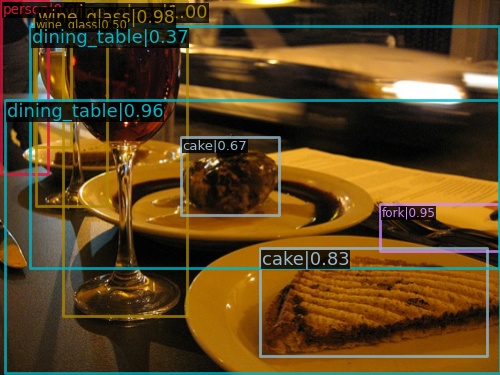 wine_glass|0.98
wine_glass|0.50
dining_table|0.37
dining_table|0.96
cake|0.67
fork|0.95
cake|0.83